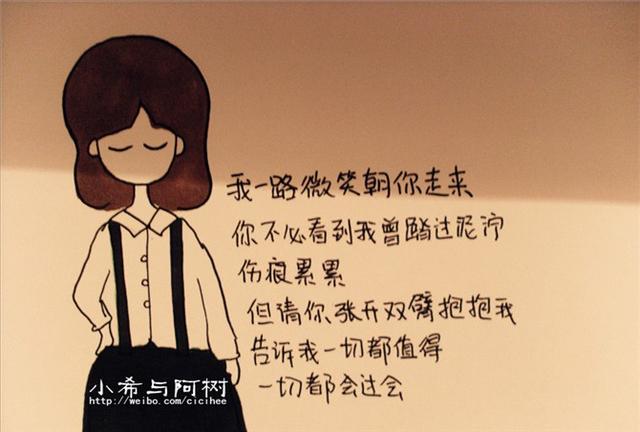 我一路微笑朝你走来
你不必看到我曾踏过泥泞
伤痕累累
但请你张开双臂抱抱我
告诉我一切都值得
一切都会过会
小希与阿树
http://weibo.com/cicihee